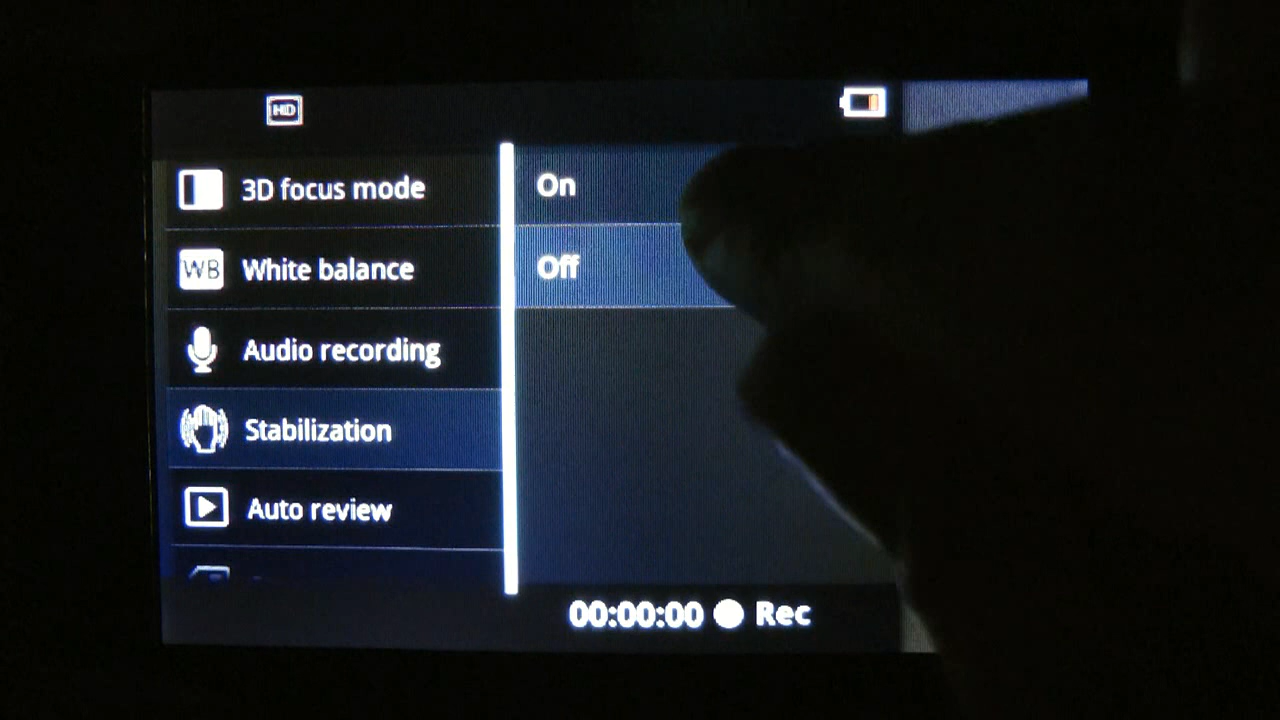 HD
3D focus mode
On
WB
White balance
Off
Audio recording
Stabilization
Auto review
00:00:00 Rec